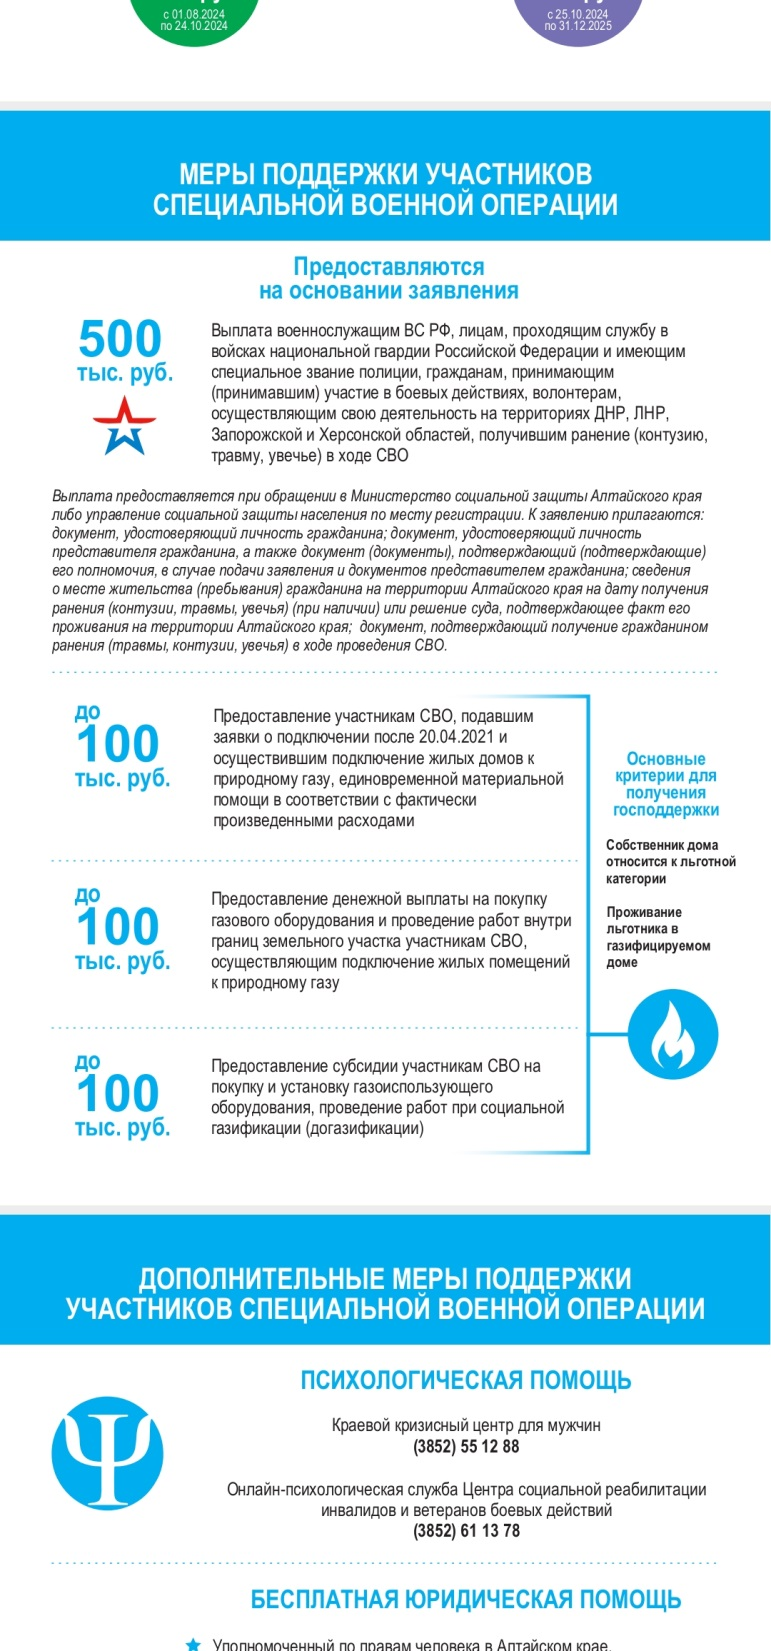 с 01.08.2024
по 24.10.2024
с 25.10.2024
по 31.12.2025
МЕРЫ ПОДДЕРЖКИ УЧАСТНИКОВ
СПЕЦИАЛЬНОЙ ВОЕННОЙ ОПЕРАЦИИ
Предоставляются
на основании заявления
500
тыс. руб.
Выплата военнослужащим ВС РФ, лицам, проходящим службу в
войсках национальной гвардии Российской Федерации и имеющим
специальное звание полиции, гражданам, принимающим
(принимавшим) участие в боевых действиях, волонтерам,
осуществляющим свою деятельность на территориях ДНР, ЛНР,
Запорожской и Херсонской областей, получившим ранение (контузию,
травму, увечье) в ходе СВО
Выплата предоставляется при обращении в Министерство социальной защиты Алтайского края
либо управление социальной защиты населения по месту регистрации. К заявлению прилагаются:
документ, удостоверяющий личность гражданина; документ, удостоверяющий личность
представителя гражданина, а также документ (документы), подтверждающий (подтверждающие)
его полномочия, в случае подачи заявления и документов представителем гражданина; сведения
о месте жительства (пребывания) гражданина на территории Алтайского края на дату получения
ранения (контузии, травмы, увечья) (при наличии) или решение суда, подтверждающее факт его
проживания на территории Алтайского края; документ, подтверждающий получение гражданином
ранения (травмы, контузии, увечья) в ходе проведения СВО.
до
100
тыс. руб.
Предоставление участникам СВО, подавшим
заявки о подключении после 20.04.2021 и
осуществившим подключение жилых домов к
природному газу, единовременной материальной
помощи в соответствии с фактически
произведенными расходами
до
100
тыс. руб.
Предоставление денежной выплаты на покупку
газового оборудования и проведение работ внутри
границ земельного участка участникам СВО,
осуществляющим подключение жилых помещений
к природному газу
до
100
тыс. руб.
Предоставление субсидии участникам СВО на
покупку и установку газоиспользующего
оборудования, проведение работ при социальной
газификации (догазификации)
Основные
критерии для
получения
господдержки
Собственник дома
относится к льготной
категории
Проживание
льготника в
газифицируемом
доме
ДОПОЛНИТЕЛЬНЫЕ МЕРЫ ПОДДЕРЖКИ
УЧАСТНИКОВ СПЕЦИАЛЬНОЙ ВОЕННОЙ ОПЕРАЦИИ
ПСИХОЛОГИЧЕСКАЯ ПОМОЩЬ
Краевой кризисный центр для мужчин
(3852) 55 12 88
Онлайн-психологическая служба Центра социальной реабилитации
инвалидов и ветеранов боевых действий
(3852) 61 13 78
БЕСПЛАТНАЯ ЮРИДИЧЕСКАЯ ПОМОЩЬ
Уполномоченный по правам человека в Алтайском крае,